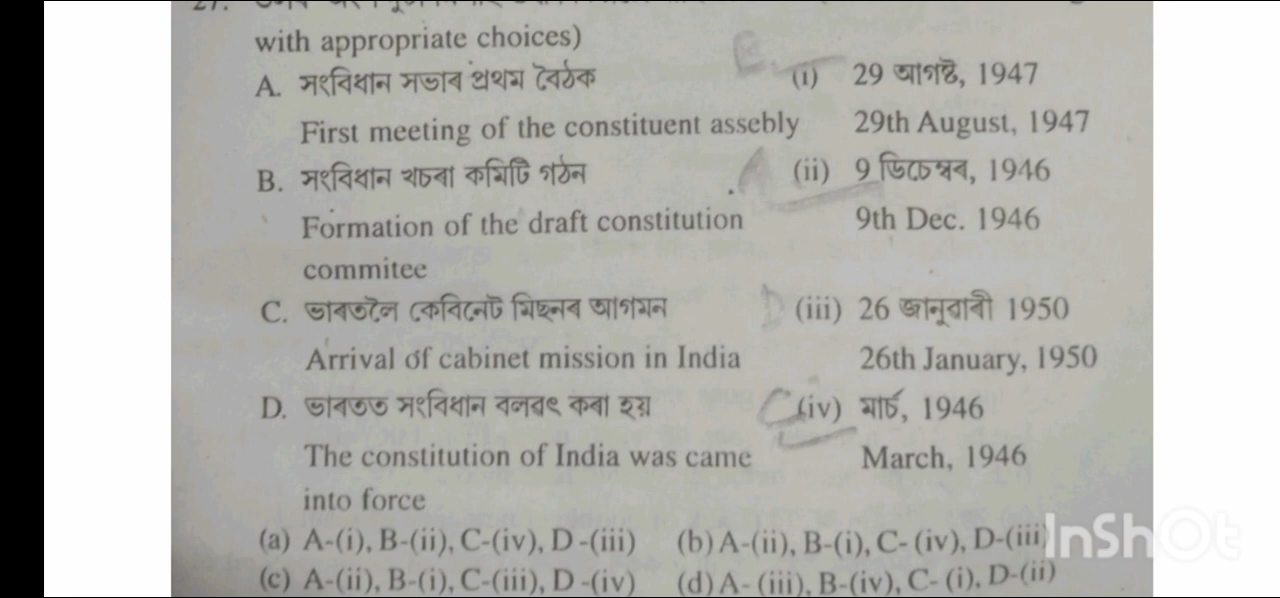 27.
with appropriate choices)
A. সংবিধান সভাৰ প্ৰথম বৈঠক (i) 29 আগষ্ট, 1947
First meeting of the constituent assebly 29th August, 1947
B. সংবিধান খচৰা কমিটি গঠন (ii) 9 ডিচেম্বৰ, 1946
Formation of the draft constitution 9th Dec. 1946
commitee
C. ভাৰতলৈ কেবিনেট মিছনৰ আগমন D (iii) 26 জানুৱাৰী 1950
Arrival of cabinet mission in India 26th January, 1950
D. ভাৰতত সংবিধান বলবৎ কৰা হয় C (iv) মাৰ্চ, 1946
The constitution of India was came March, 1946
into force
(a) A-(i), B-(ii), C-(iv), D -(iii) (b) A-(ii), B-(i), C- (iv), D-(iii)
(c) A-(ii), B-(i), C-(iii), D -(iv) (d) A- (iii), B-(iv), C- (i), D-(ii)
InShOt